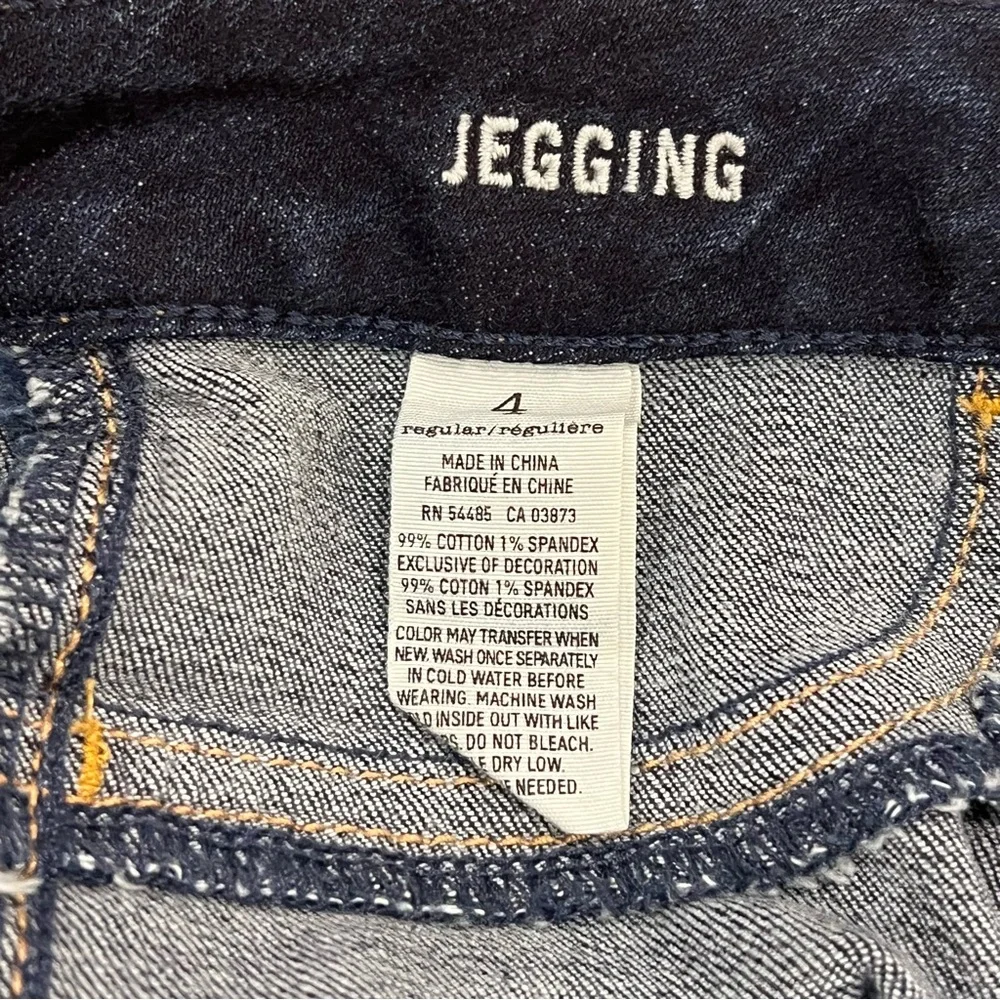 JEGGING
4
regular/régulière
MADE IN CHINA
FABRIQUÉ EN CHINE
RN 54485 CA 03873
99% COTTON 1% SPANDEX
EXCLUSIVE OF DECORATION
99% COTON 1% SPANDEX
SANS LES DÉCORATIONS
COLOR MAY TRANSFER WHEN
NEW. WASH ONCE SEPARATELY
IN COLD WATER BEFORE
WEARING. MACHINE WASH
INSIDE OUT WITH LIKE
DO NOT BLEACH.
DRY LOW.
NEEDED.